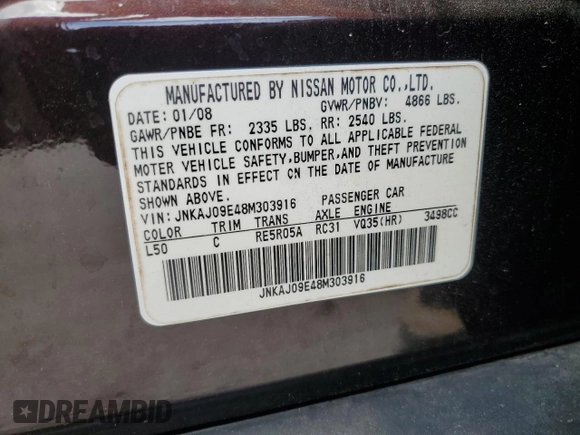 MANUFACTURED BY NISSAN MOTOR CO.,LTD.
DATE: 01/08 GVWR/PNBV: 4866 LBS.
GAWR/PNBE FR: 2335 LBS, RR: 2540 LBS.
THIS VEHICLE CONFORMS TO ALL APPLICABLE FEDERAL
MOTER VEHICLE SAFETY,BUMPER,AND THEFT PREVENTION
STANDARDS IN EFFECT CN THE DATE OF MANUFACTURE
SHOWN ABOVE.
VIN: JNKAJ09E48M303916 PASSENGER CAR
COLOR TRIM TRANS AXLE ENGINE
L50 C RE5R05A RC31 VQ35(HR) 3498CC
JNKAJ09E48M303916
DREAMBID